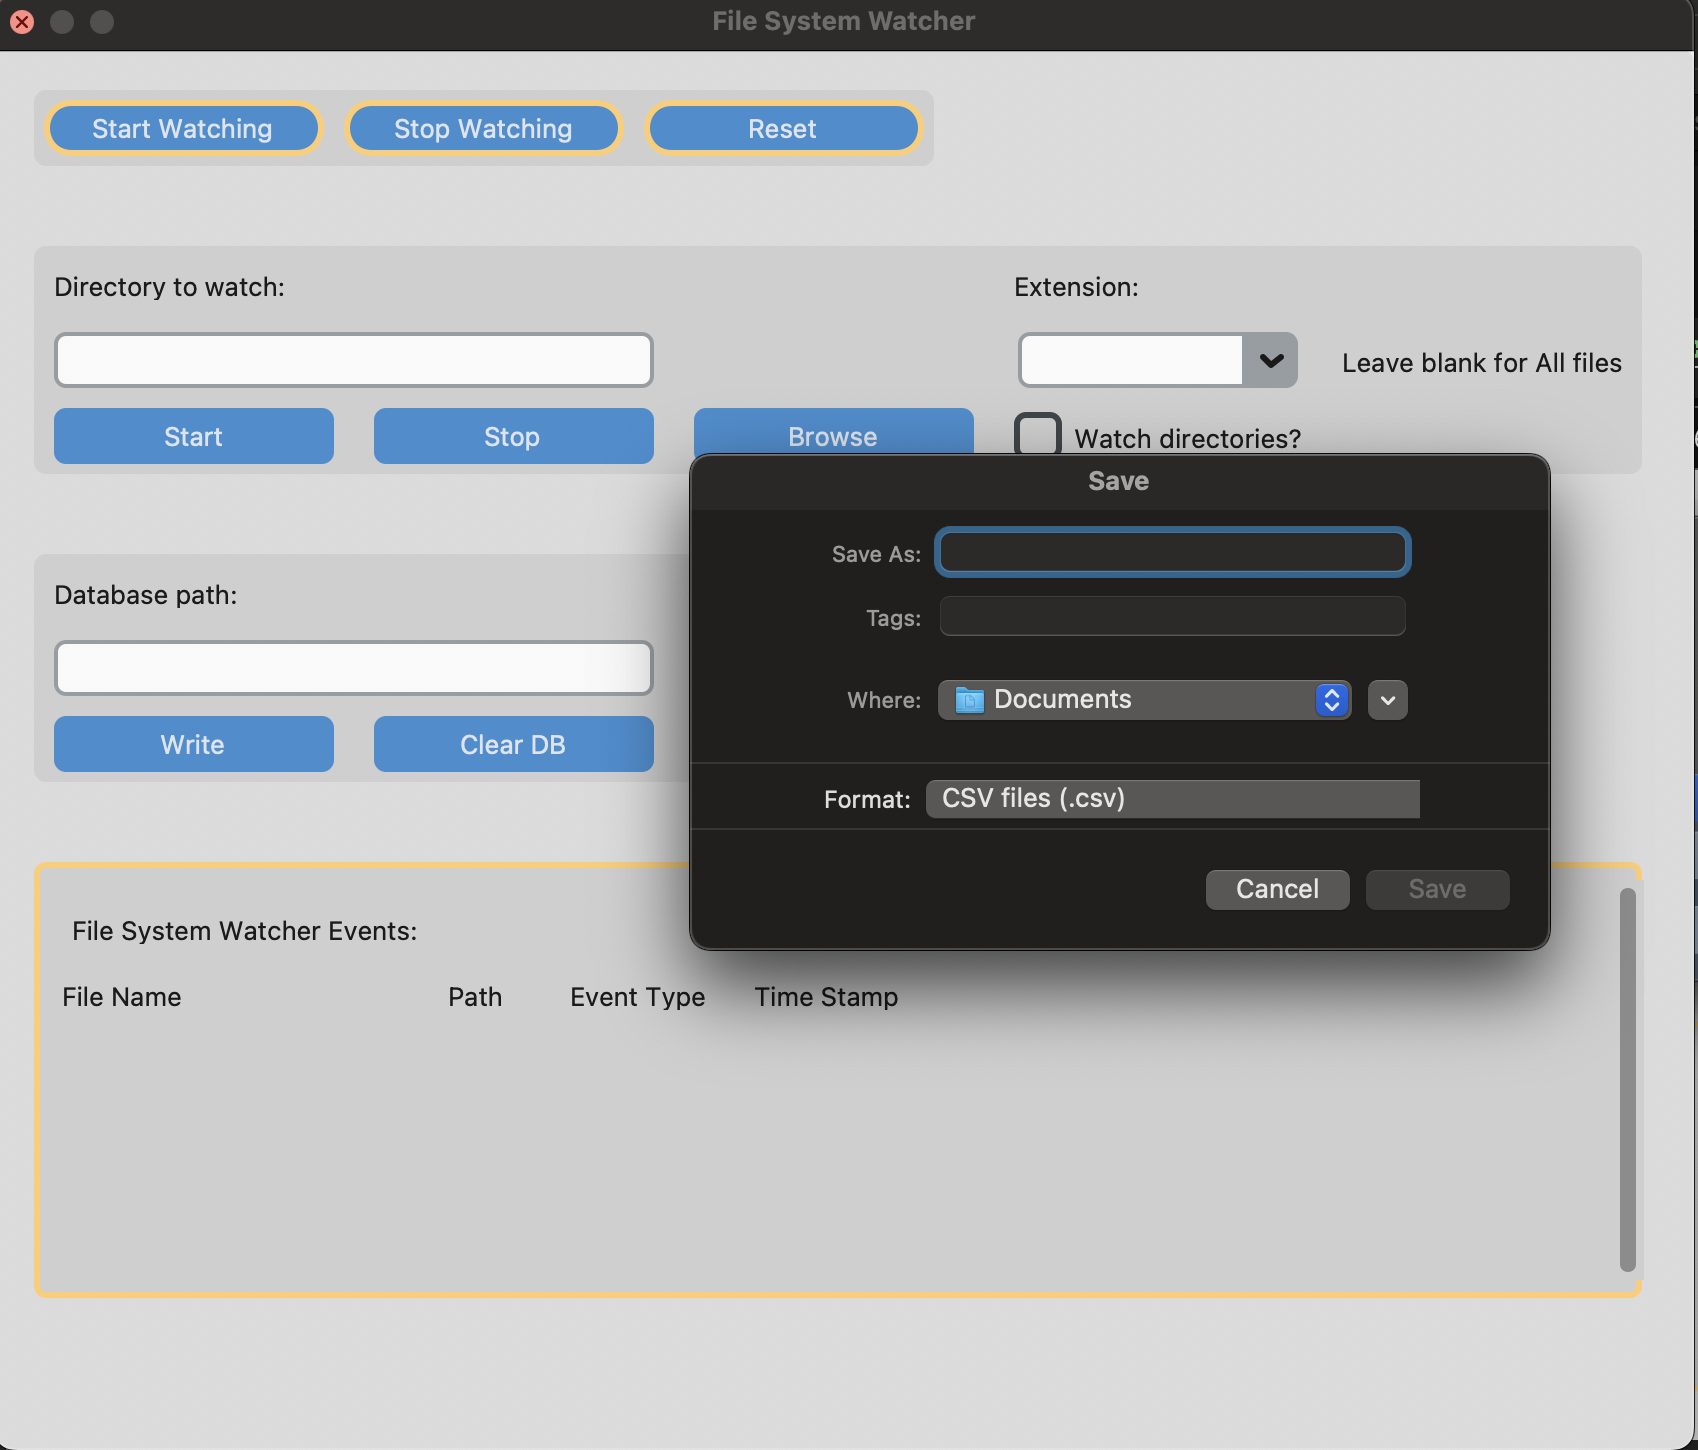 File System Watcher
Start Watching Stop Watching Reset
Directory to watch: Extension:
Leave blank for All files
Start Stop Browse Watch directories?
Save
Save As:
Tags:
Where: Documents
Format: CSV files (.csv)
Cancel Save
Database path:
Write Clear DB
File System Watcher Events:
File Name Path Event Type Time Stamp